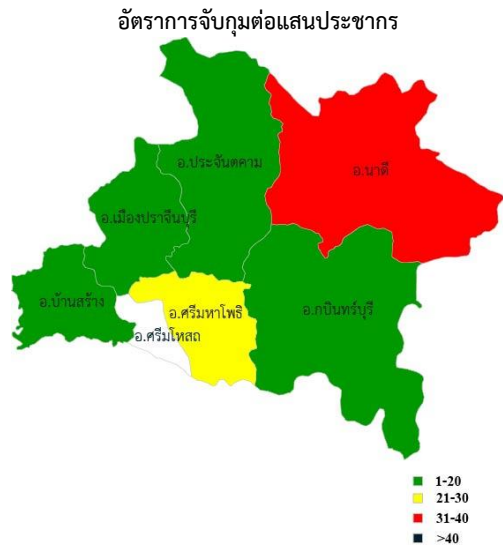 อัตราการจับกุมต่อแสนประชากร
อ.ประจันตคาม
อ.นาดี
อ.เมืองปราจีนบุรี
อ.บ้านสร้าง
อ.ศรีมหาโพธิ
อ.กบินทร์บุรี
อ.ศรีมโหสถ
1-20
21-30
31-40
>40